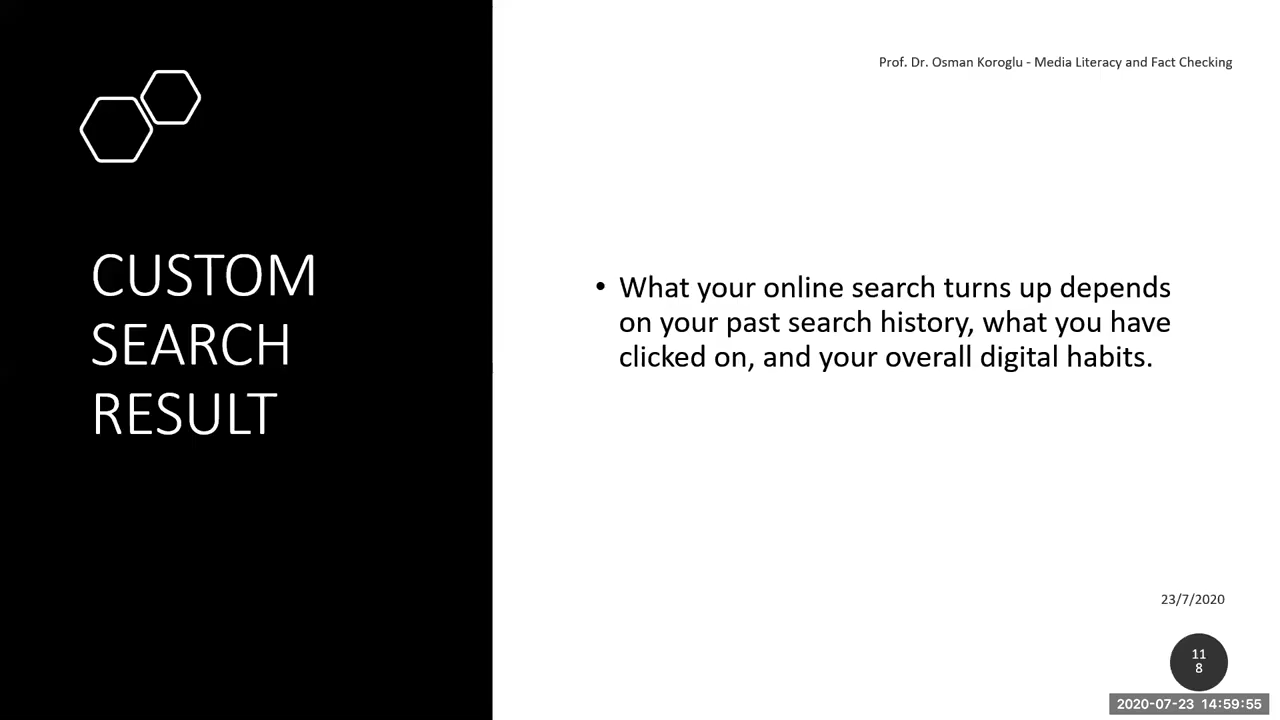 Prof. Dr. Osman Koroglu - Media Literacy and Fact Checking
CUSTOM
SEARCH
RESULT
• What your online search turns up depends
on your past search history, what you have
clicked on, and your overall digital habits.
23/7/2020
11
8
2020-07-23 14:59:55